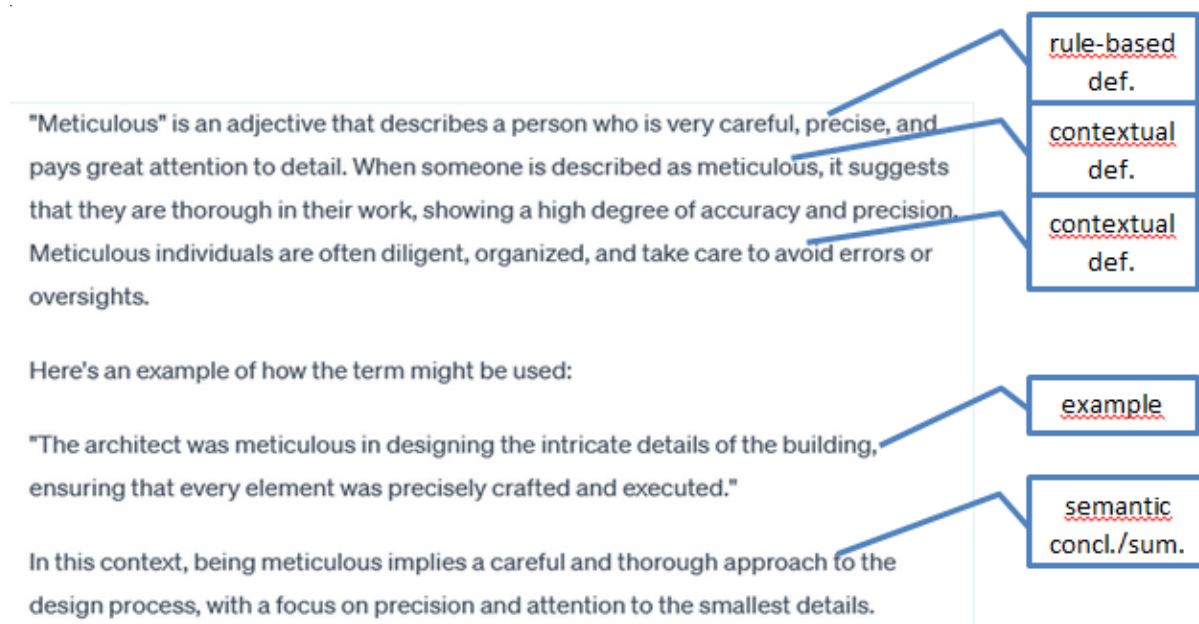 rule-based
def.
"Meticulous" is an adjective that describes a person who is very careful, precise, and
pays great attention to detail. When someone is described as meticulous, it suggests
that they are thorough in their work, showing a high degree of accuracy and precision.
Meticulous individuals are often diligent, organized, and take care to avoid errors or
oversights.
contextual
def.
contextual
def.
Here's an example of how the term might be used:
"The architect was meticulous in designing the intricate details of the building,
ensuring that every element was precisely crafted and executed."
example
In this context, being meticulous implies a careful and thorough approach to the
design process, with a focus on precision and attention to the smallest details.
semantic
concl./sum.